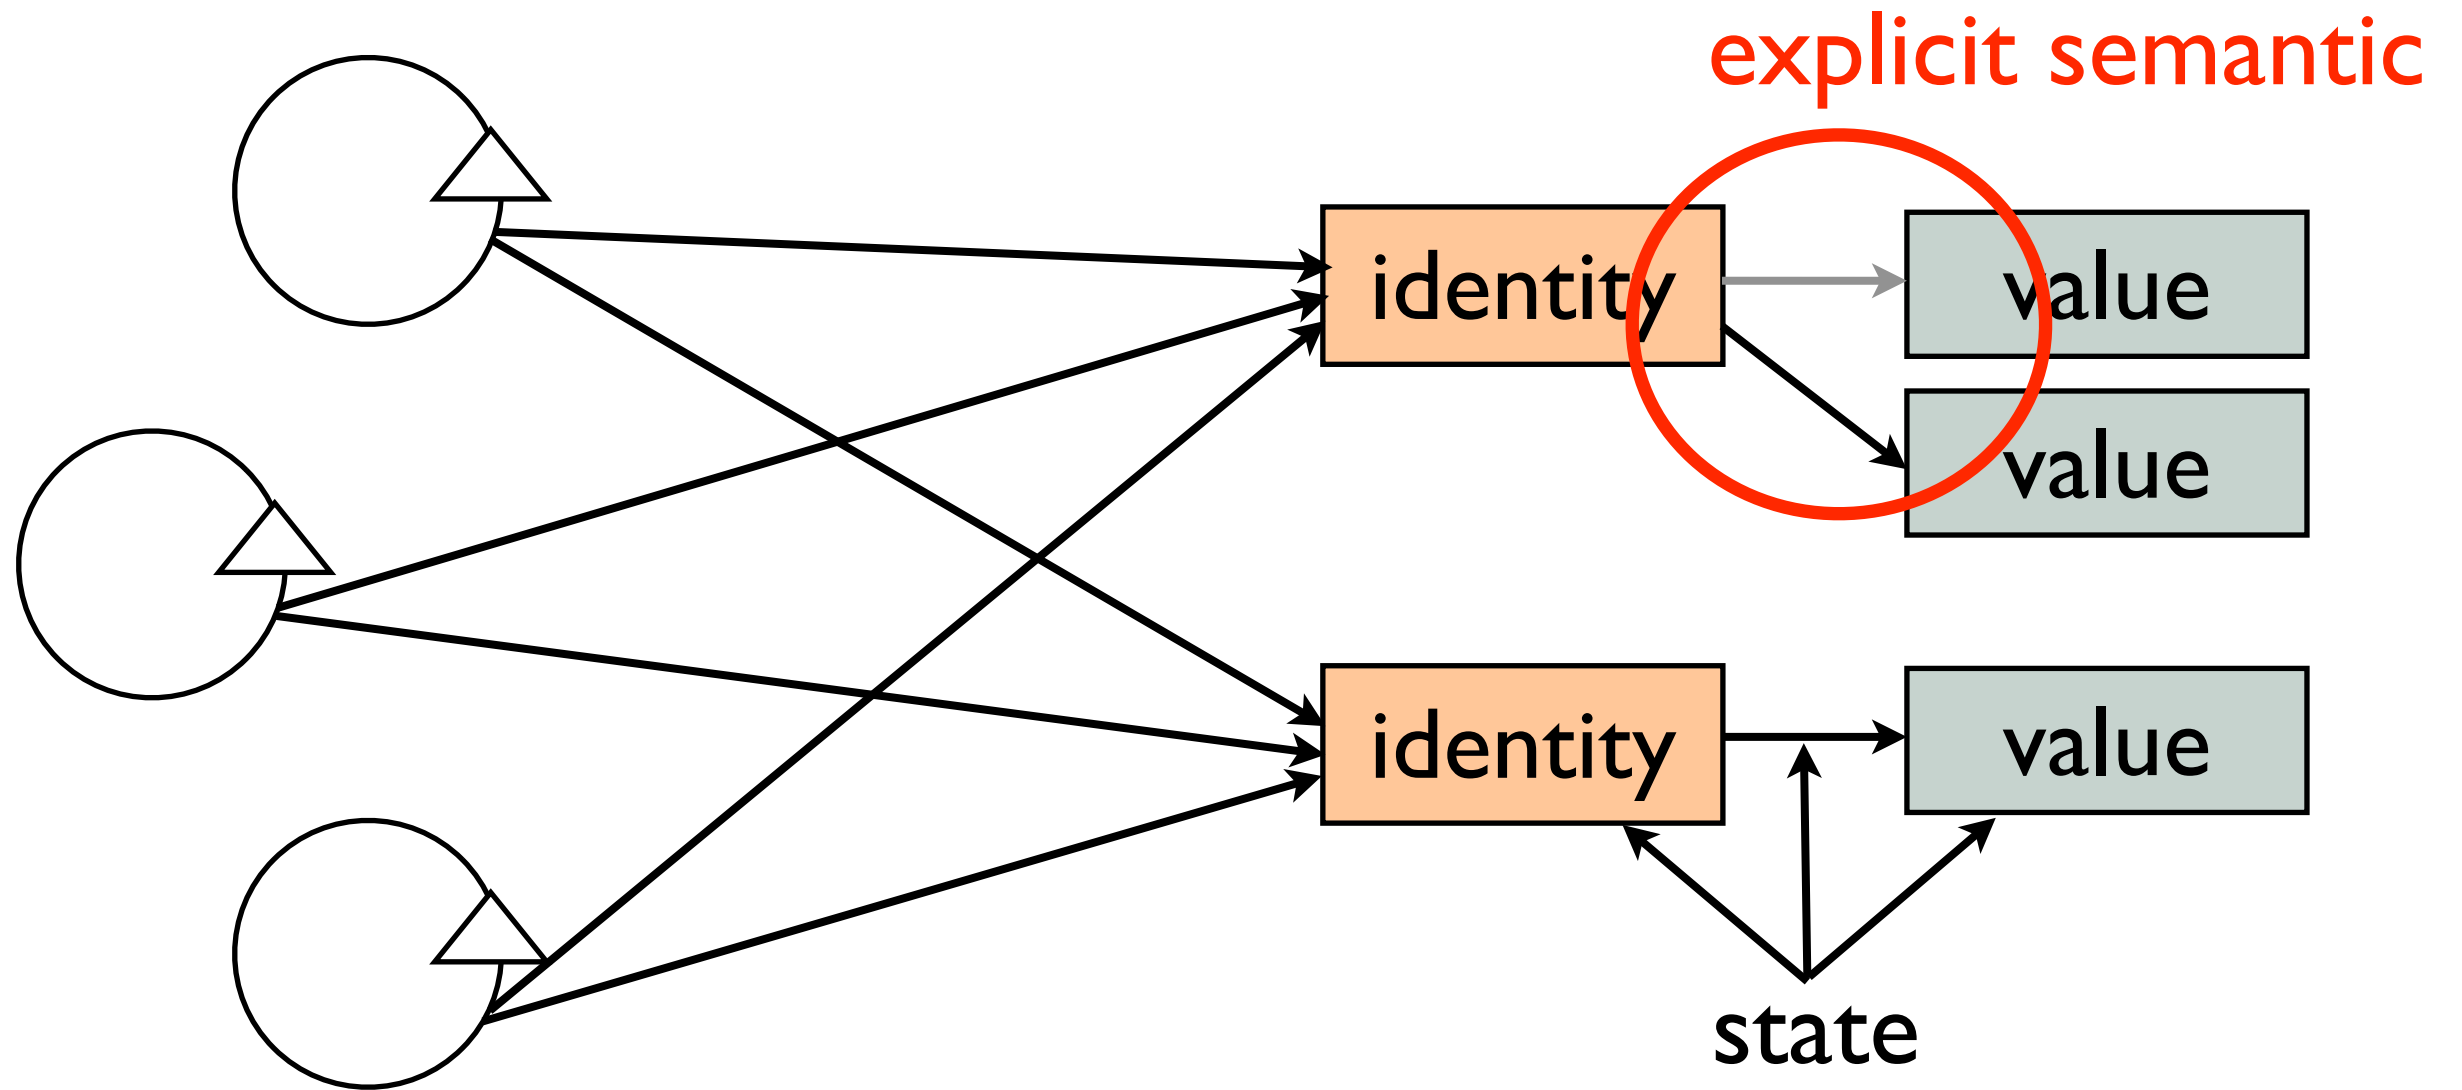 explicit semantic
identity
value
value
identity
value
state